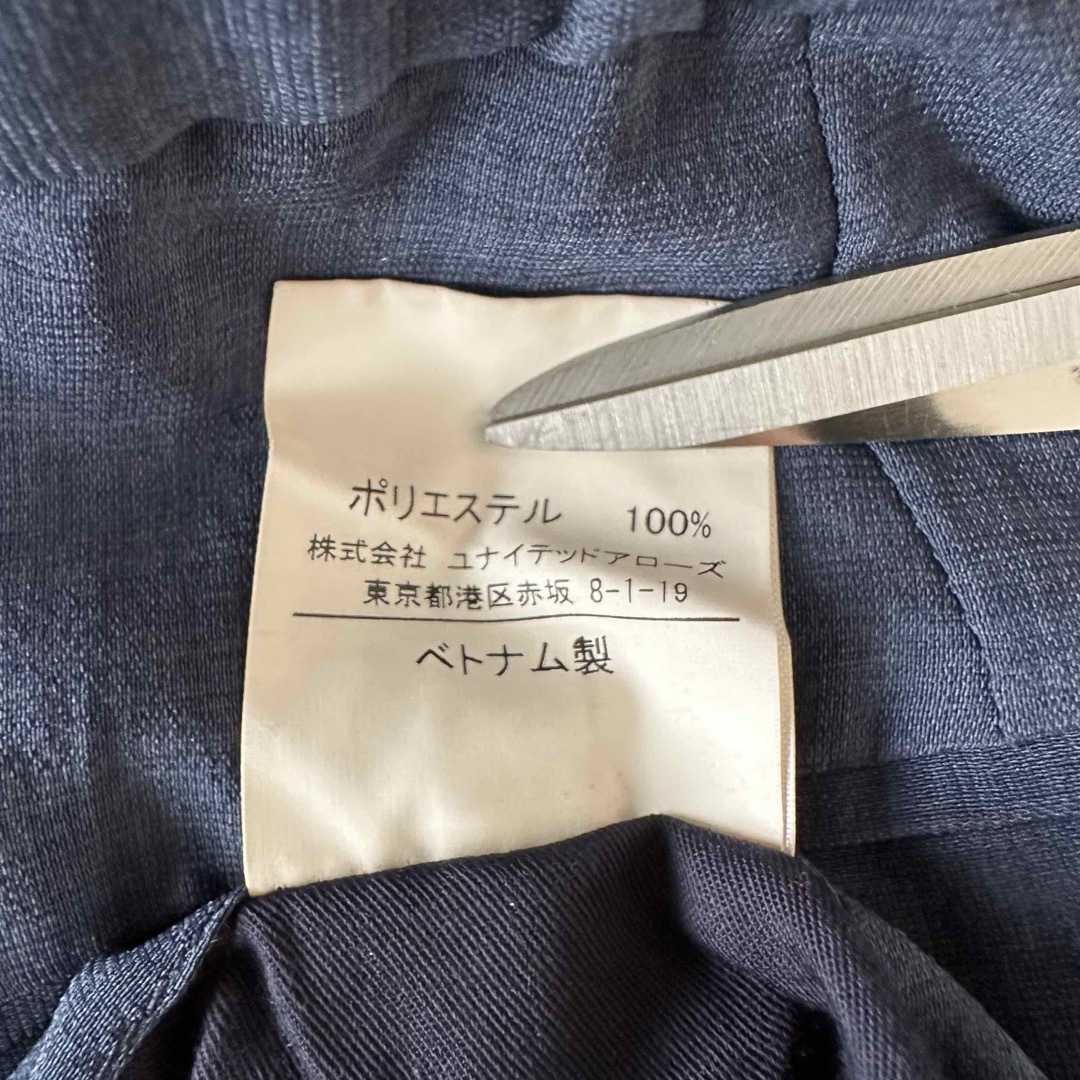 ポリエステル 100%
株式会社 ユナイテッドアローズ
東京都港区赤坂 8-1-19
ベトナム製